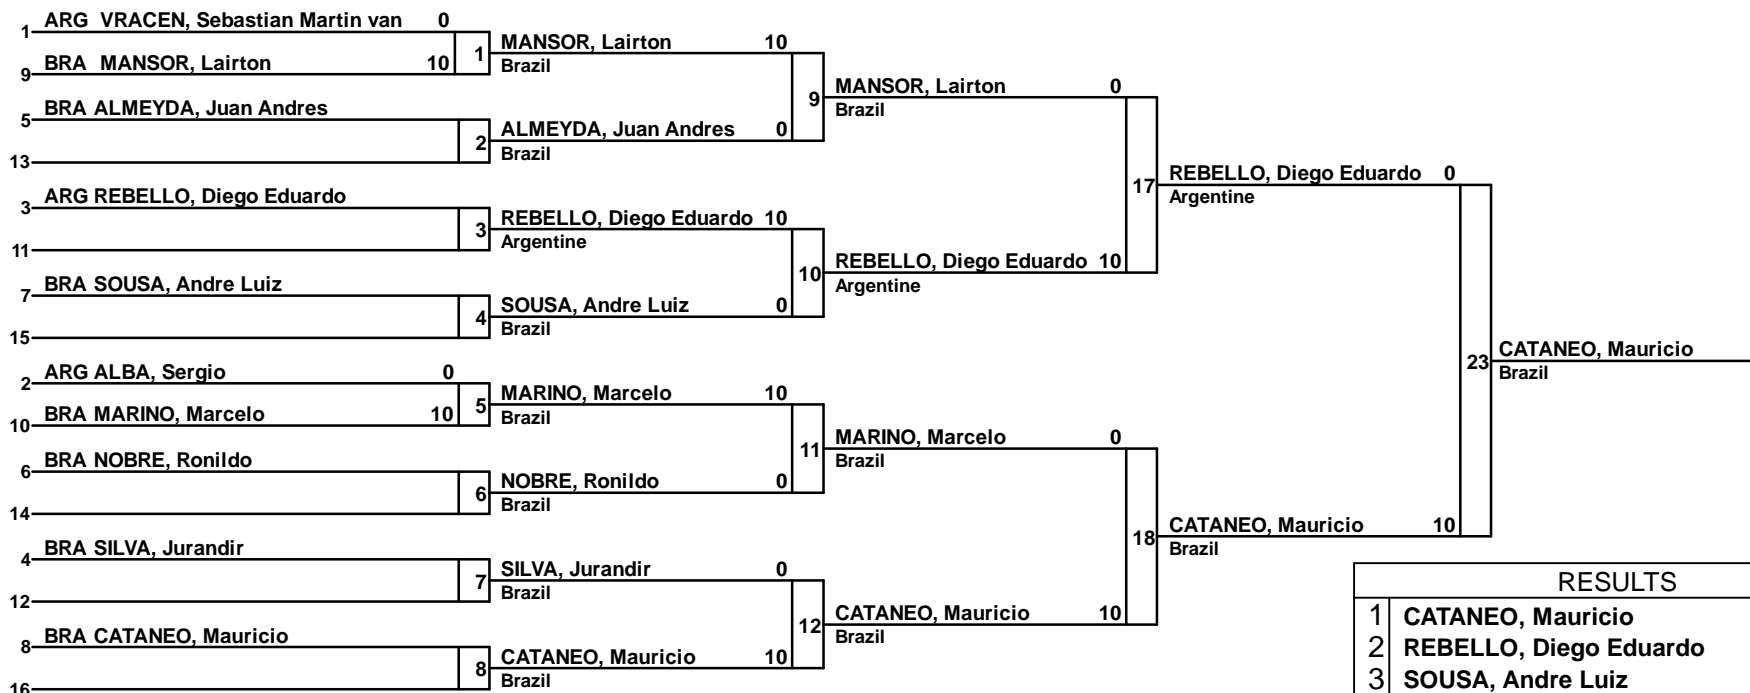 1 ARG VRACEN, Sebastian Martin van 0
9 BRA MANSOR, Lairton 10
1
5 BRA ALMEYDA, Juan Andres
13
2
3 ARG REBELLO, Diego Eduardo
11
3
7 BRA SOUSA, Andre Luiz
15
4
2 ARG ALBA, Sergio 0
10 BRA MARINO, Marcelo 10
5
6 BRA NOBRE, Ronildo
14
6
4 BRA SILVA, Jurandir
12
7
8 BRA CATANEO, Mauricio
16
8
MANSOR, Lairton 10
Brazil
9
ALMEYDA, Juan Andres 0
Brazil
REBELLO, Diego Eduardo 10
Argentine
10
SOUSA, Andre Luiz 0
Brazil
MARINO, Marcelo 10
Brazil
11
NOBRE, Ronildo 0
Brazil
SILVA, Jurandir 0
Brazil
12
CATANEO, Mauricio 10
Brazil
MANSOR, Lairton 0
Brazil
17
REBELLO, Diego Eduardo 10
Argentine
MARINO, Marcelo 0
Brazil
18
CATANEO, Mauricio 10
Brazil
REBELLO, Diego Eduardo 0
Argentine
23
CATANEO, Mauricio 10
Brazil
CATANEO, Mauricio
Brazil
RESULTS
1 CATANEO, Mauricio
2 REBELLO, Diego Eduardo
3 SOUSA, Andre Luiz